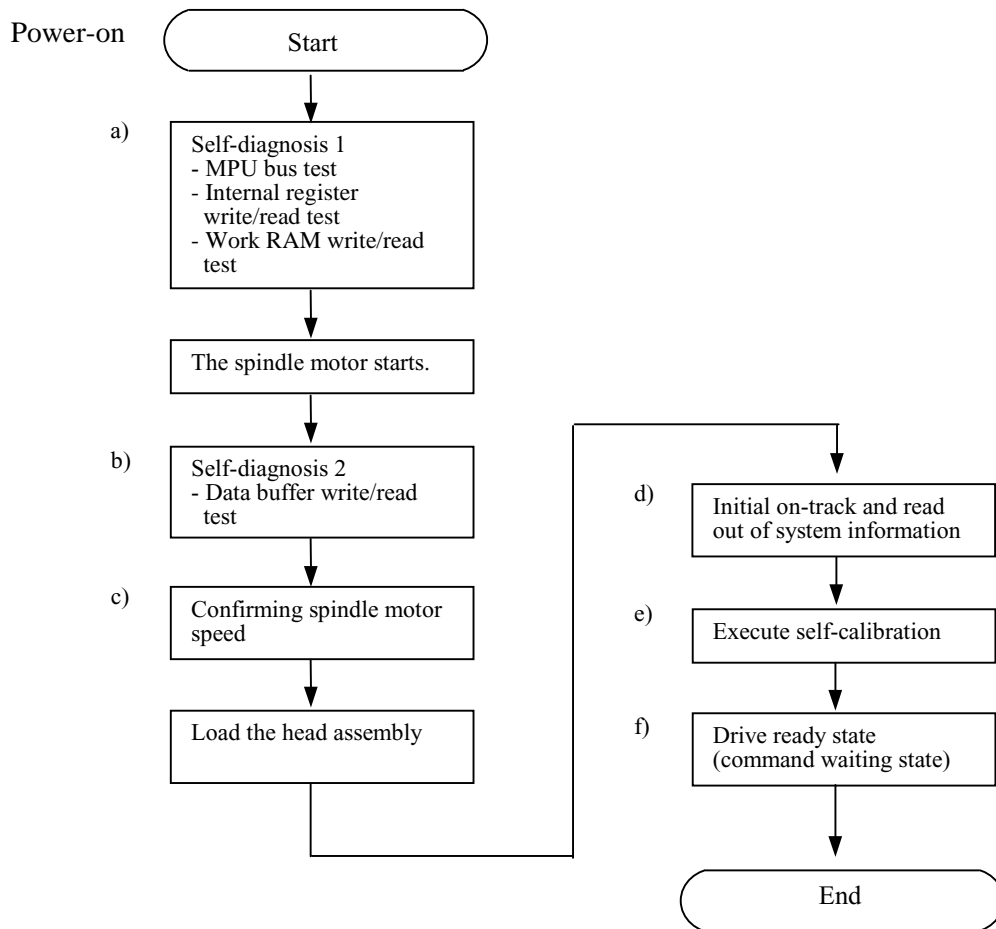 Power-on
Start
a)
Self-diagnosis 1
- MPU bus test
- Internal register
write/read test
- Work RAM write/read
test
The spindle motor starts.
b)
Self-diagnosis 2
- Data buffer write/read
test
c)
Confirming spindle motor
speed
Load the head assembly
d)
Initial on-track and read
out of system information
e)
Execute self-calibration
f)
Drive ready state
(command waiting state)
End